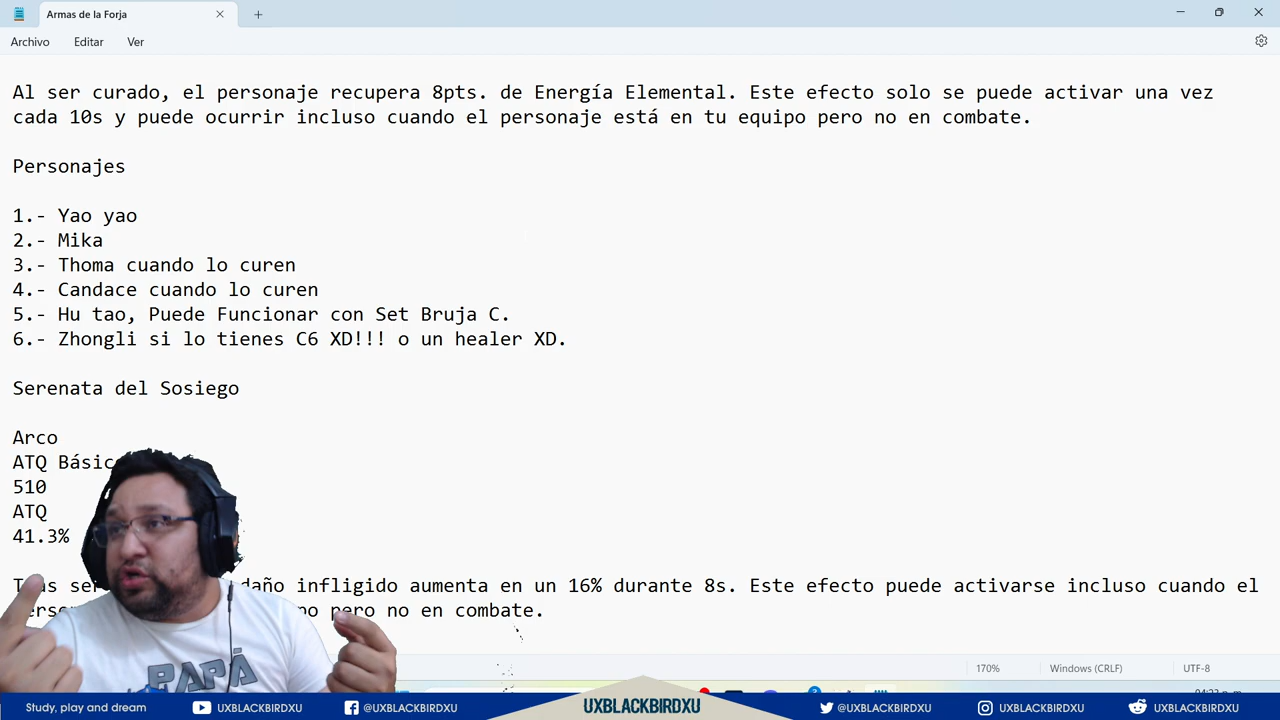 Armas de la Forja
Archivo Editar Ver
Al ser curado, el personaje recupera 8pts. de Energía Elemental. Este efecto solo se puede activar una vez
cada 10s y puede ocurrir incluso cuando el personaje está en tu equipo pero no en combate.
Personajes
1.- Yao yao
2.- Mika
3.- Thoma cuando lo curen
4.- Candace cuando lo curen
5.- Hu tao, Puede Funcionar con Set Bruja C.
6.- Zhongli si lo tienes C6 XD!!! o un healer XD.
Serenata del Sosiego
Arco
ATQ Básico
510
ATQ
41.3%
daño infligido aumenta en un 16% durante 8s. Este efecto puede activarse incluso cuando el
pero no en combate.
PAPÁ
170% Windows (CRLF) UTF-8
Study, play and dream UXBLACKBIRDXU @UXBLACKBIRDXU UXBLACKBIRDXU @UXBLACKBIRDXU UXBLACKBIRDXU UXBLACKBIRDXU